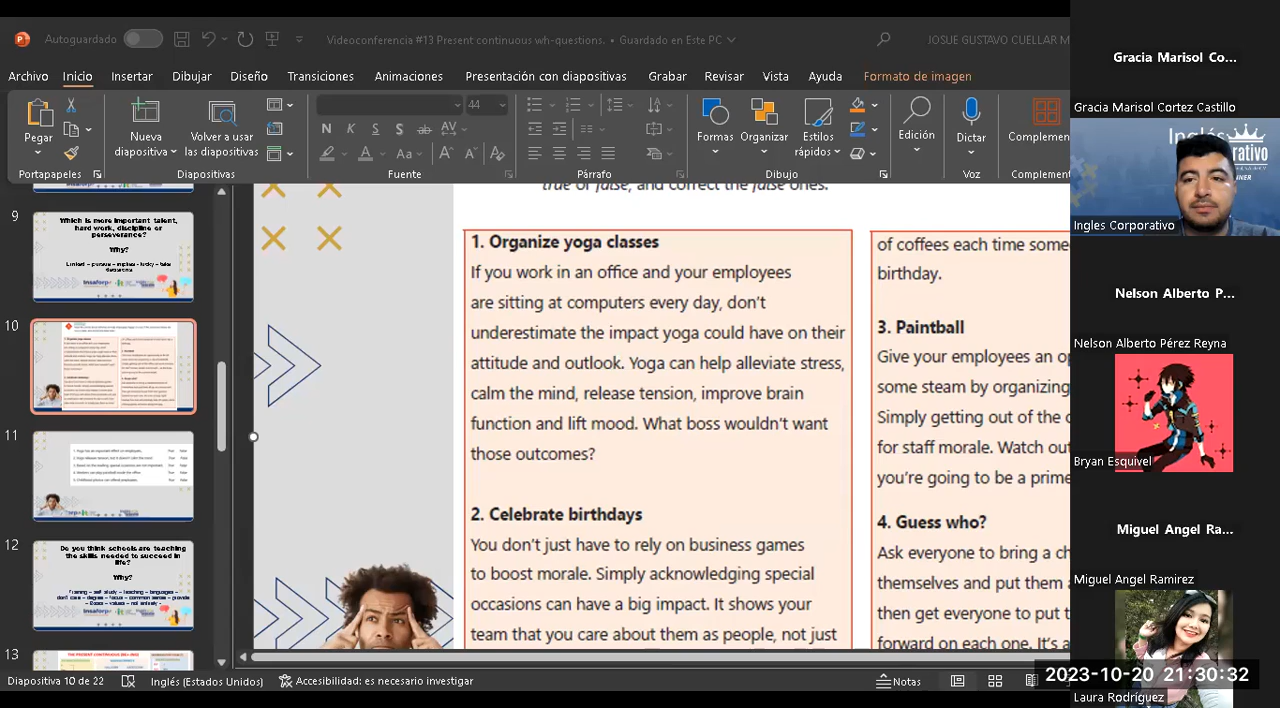 Autoguardado
Videoconferencia #13 Present continuous wh-questions. • Guardado en Este PC
JOSUE GUSTAVO CUELLAR M
Archivo Inicio Insertar Dibujar Diseño Transiciones Animaciones Presentación con diapositivas Grabar Revisar Vista Ayuda Formato de imagen
44
Pegar
Nueva diapositiva
Volver a usar las diapositivas
N K S S ab AV
Aa A A A
Formas Organizar Estilos rápidos
Edición
Dictar
Complemen
Portapapeles Diapositivas Fuente Párrafo Dibujo Voz Complement
9
Which is more important talent,
hard work, discipline or
perseverance?
Why?
10
11
12
Do you think schools are teaching
the skills needed to succeed in
life?
Why?
13
true or false, and correct the false ones.
1. Organize yoga classes
If you work in an office and your employees
are sitting at computers every day, don't
underestimate the impact yoga could have on their
attitude and outlook. Yoga can help alleviate stress,
calm the mind, release tension, improve brain
function and lift mood. What boss wouldn't want
those outcomes?
2. Celebrate birthdays
You don't just have to rely on business games
to boost morale. Simply acknowledging special
occasions can have a big impact. It shows your
team that you care about them as people, not just
of coffees each time some
birthday.
3. Paintball
Give your employees an op
some steam by organizing
Simply getting out of the o
for staff morale. Watch out
you're going to be a prime
4. Guess who?
Ask everyone to bring a ch
themselves and put them
then get everyone to put t
forward on each one. It's a
Diapositiva 10 de 22
Inglés (Estados Unidos)
Accesibilidad: es necesario investigar
Notas
Gracia Marisol Co...
Gracia Marisol Cortez Castillo
Inglés
Ingles Corporativo
Nelson Alberto P...
Nelson Alberto Pérez Reyna
Bryan Esquivel
Miguel Angel Ra...
Miguel Angel Ramirez
2023-10-20 21:30:32
Laura Rodríguez